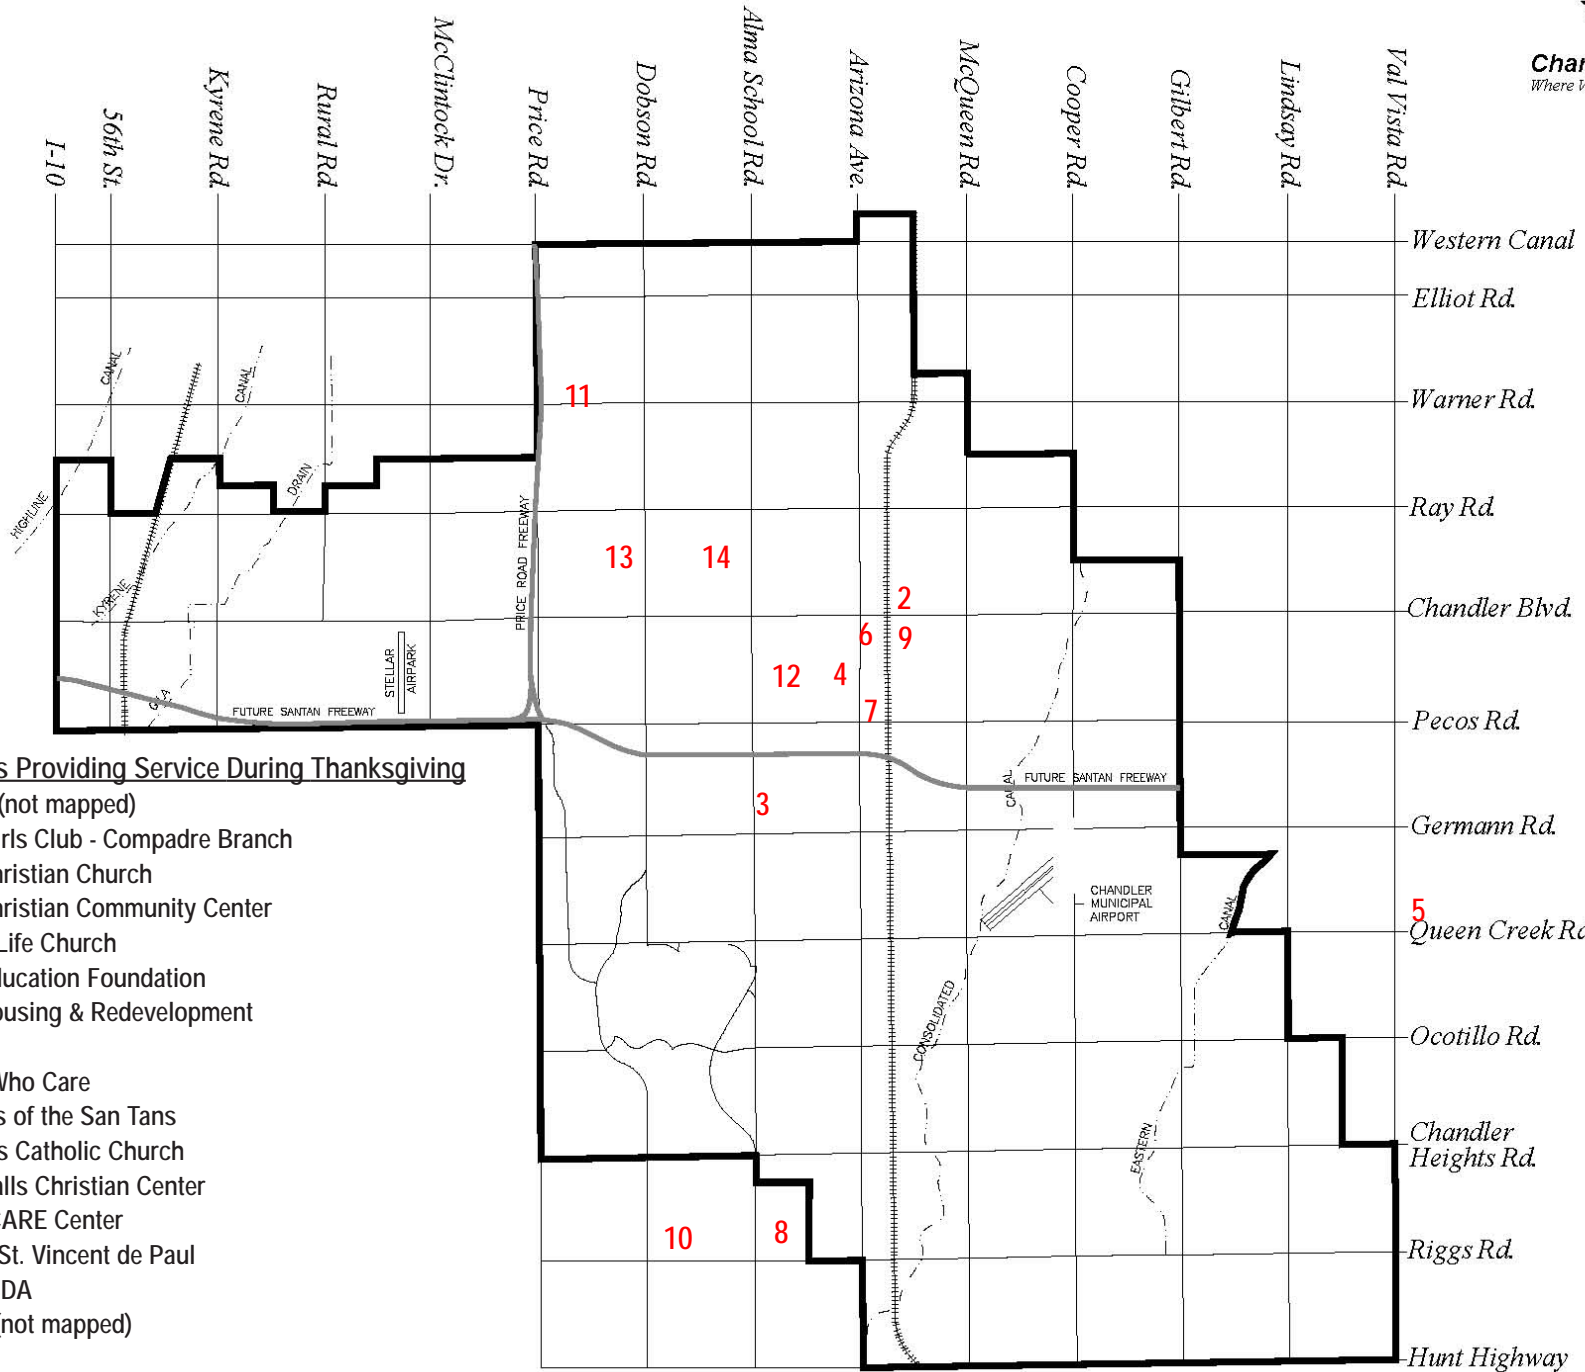 I-10
56th St.
Kyrene Rd.
Rural Rd.
McClintock Dr.
Price Rd.
Dobson Rd.
Alma School Rd.
Arizona Ave.
McQueen Rd.
Cooper Rd.
Gilbert Rd.
Lindsay Rd.
Val Vista Rd.
Char
Where V
Western Canal
Elliot Rd.
Warner Rd.
Ray Rd.
Chandler Blvd.
Pecos Rd.
Germann Rd.
Queen Creek Rd
Ocotillo Rd.
Chandler
Heights Rd.
Riggs Rd.
Hunt Highway
CANAL
CANAL
HIGHLINE
DRAIN
KYRENE
GILA
STELLAR
AIRPARK
PRICE ROAD FREEWAY
FUTURE SANTAN FREEWAY
FUTURE SANTAN FREEWAY
CANAL
CHANDLER
MUNICIPAL
AIRPORT
CANAL
CONSOLIDATED
EASTERN
11
13
14
2
6
9
12
4
7
3
5
10
8
s Providing Service During Thanksgiving
(not mapped)
rls Club - Compadre Branch
hristian Church
hristian Community Center
Life Church
ducation Foundation
ousing & Redevelopment
Who Care
s of the San Tans
s Catholic Church
alls Christian Center
CARE Center
St. Vincent de Paul
DA
(not mapped)